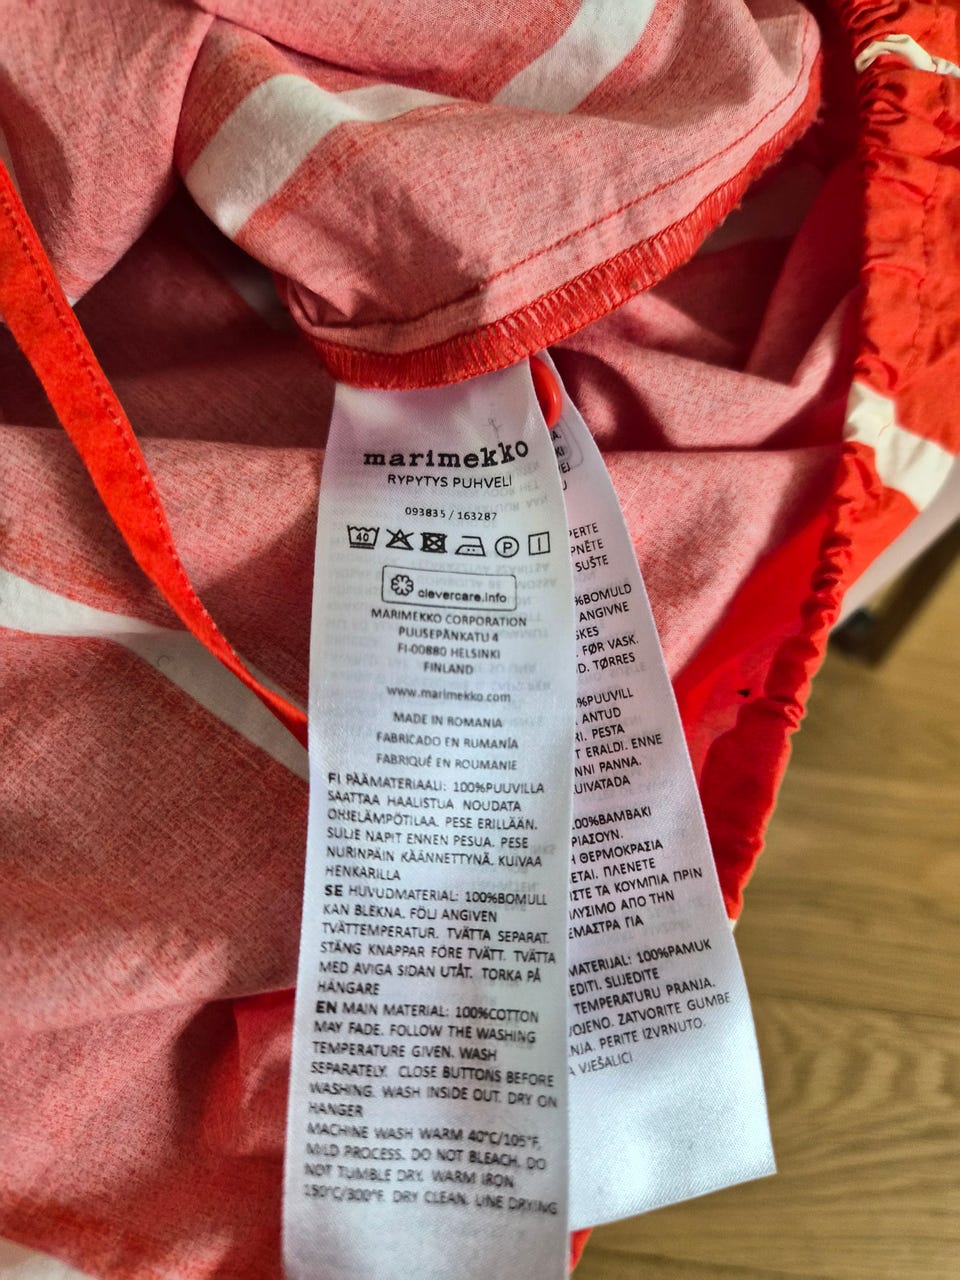 marimekko
RYPYTYS PUHVELI
093835 / 163287
40
P
clevercare.info
MARIMEKKO CORPORATION
PUUSEPÄNKATU 4
FI-00880 HELSINKI
FINLAND
www.marimekko.com
MADE IN ROMANIA
FABRICADO EN RUMANÍA
FABRIQUÉ EN ROUMANIE
FI PÄÄMATERIAALI: 100%PUUVILLA
SAATTAA HAALISTUA NOUDATA
OHJELÄMPÖTILAA. PESE ERILLÄÄN.
SULJE NAPIT ENNEN PESUA. PESE
NURINPÄIN KÄÄNNETTYNÄ. KUIVAA
HENKARILLA
SE HUVUDMATERIAL: 100%BOMULL
KAN BLEKNA. FÖLJ ANGIVEN
TVÄTTEMPERATUR. TVÄTTA SEPARAT.
STÄNG KNAPPAR FÖRE TVÄTT. TVÄTTA
MED AVIGA SIDAN UTÅT. TORKA PÅ
HÄNGARE
EN MAIN MATERIAL: 100%COTTON
MAY FADE. FOLLOW THE WASHING
TEMPERATURE GIVEN. WASH
SEPARATELY. CLOSE BUTTONS BEFORE
WASHING. WASH INSIDE OUT. DRY ON
HANGER
MACHINE WASH WARM 40°C/105°F,
MILD PROCESS. DO NOT BLEACH. DO
NOT TUMBLE DRY. WARM IRON
150°C/300°F. DRY CLEAN. LINE DRYING
PERTE
PNĚTE
SUŠTE
%BOMULD
ANGIVNE
SKES
FØR VASK.
D. TØRRES
%PUUVILL
ANTUD
RI. PESTA
T ERALDI. ENNE
NNI PANNA.
UIVATADA
100%BAMBAKI
ΡΙΑΣΟΥΝ.
Η ΘΕΡΜΟΚΡΑΣΙΑ
ΕΤΑΙ. ΠΛΕΝΕΤΕ
ΙΣΤΕ ΤΑ ΚΟΥΜΠΙΑ ΠΡΙΝ
ΛΥΣΙΜΟ ΑΠΟ ΤΗΝ
ΕΜΑΣΤΡΑ ΓΙΑ
MATERIJAL: 100%PAMUK
EDITI. SLIJEDITE
TEMPERATURU PRANJA.
OJENO. ZATVORITE GUMBE
NJA. PERITE IZVRNUTO.
A VJEŠALICI